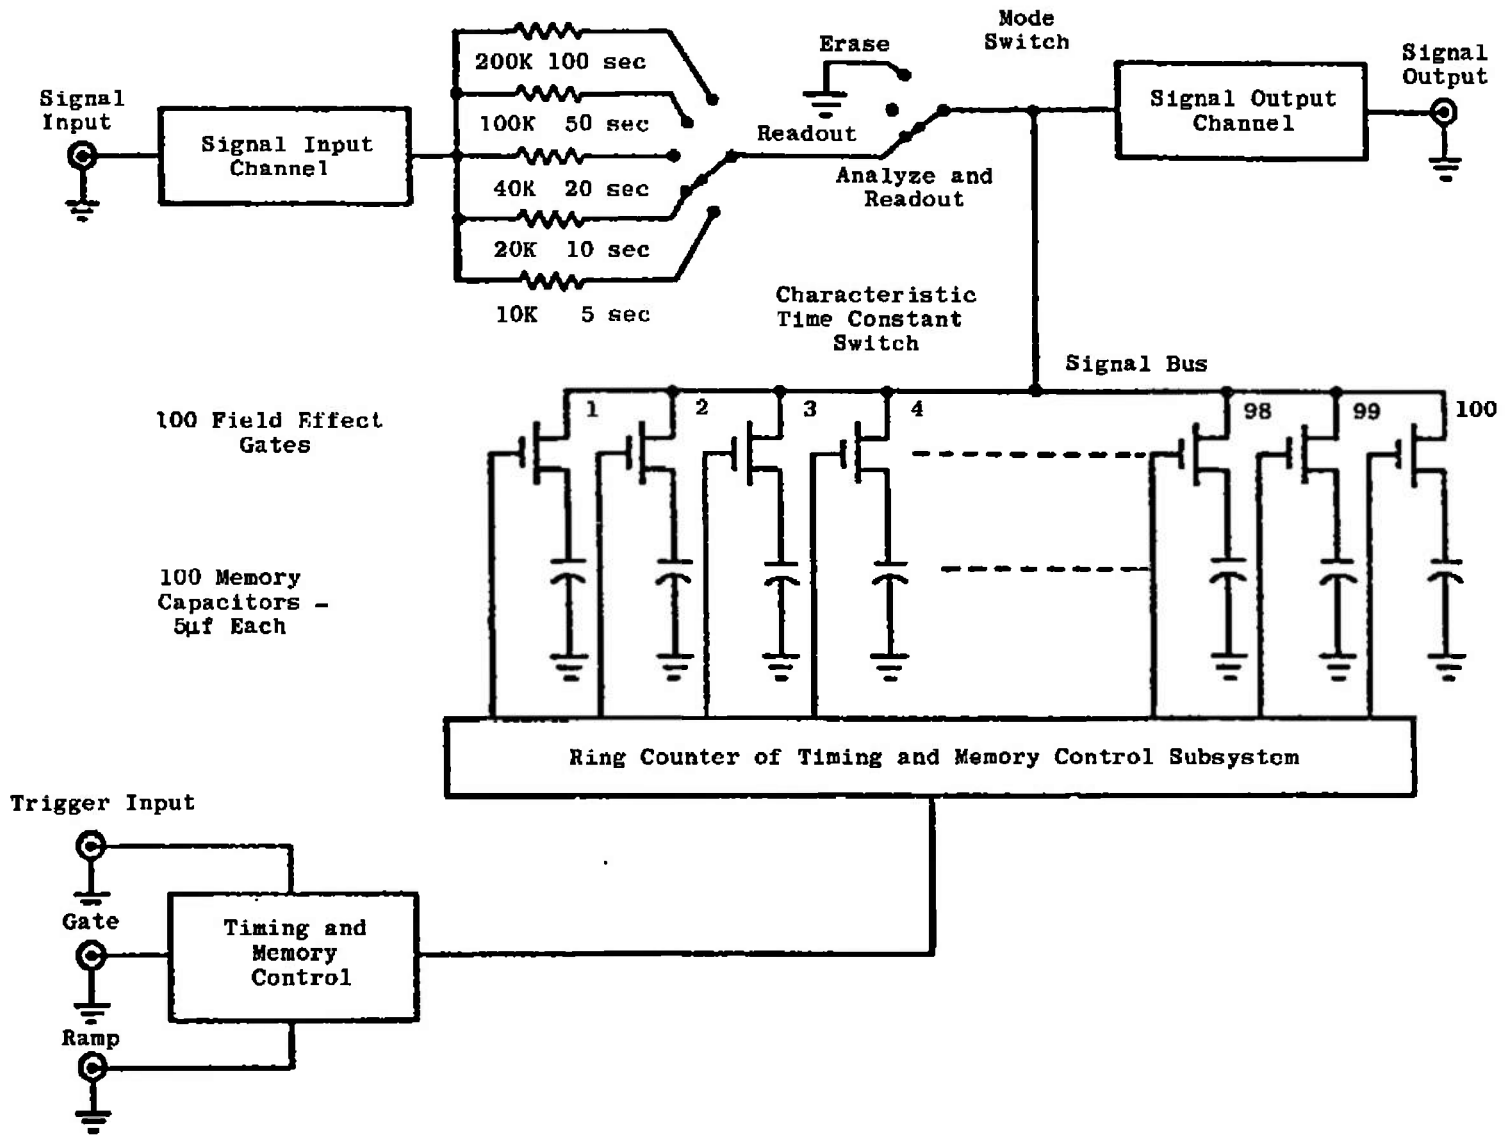 Mode
Switch
Erase
Signal
Output
200K 100 sec
Signal
Input
Signal Input
Channel
100K 50 sec
Readout
Signal Output
Channel
40K 20 sec
Analyze and
Readout
20K 10 sec
10K 5 sec
Characteristic
Time Constant
Switch
Signal Bus
100 Field Effect
Gates
1
2
3
4
98
99
100
100 Memory
Capacitors –
5µf Each
Ring Counter of Timing and Memory Control Subsystem
Trigger Input
Gate
Timing and
Memory
Control
Ramp